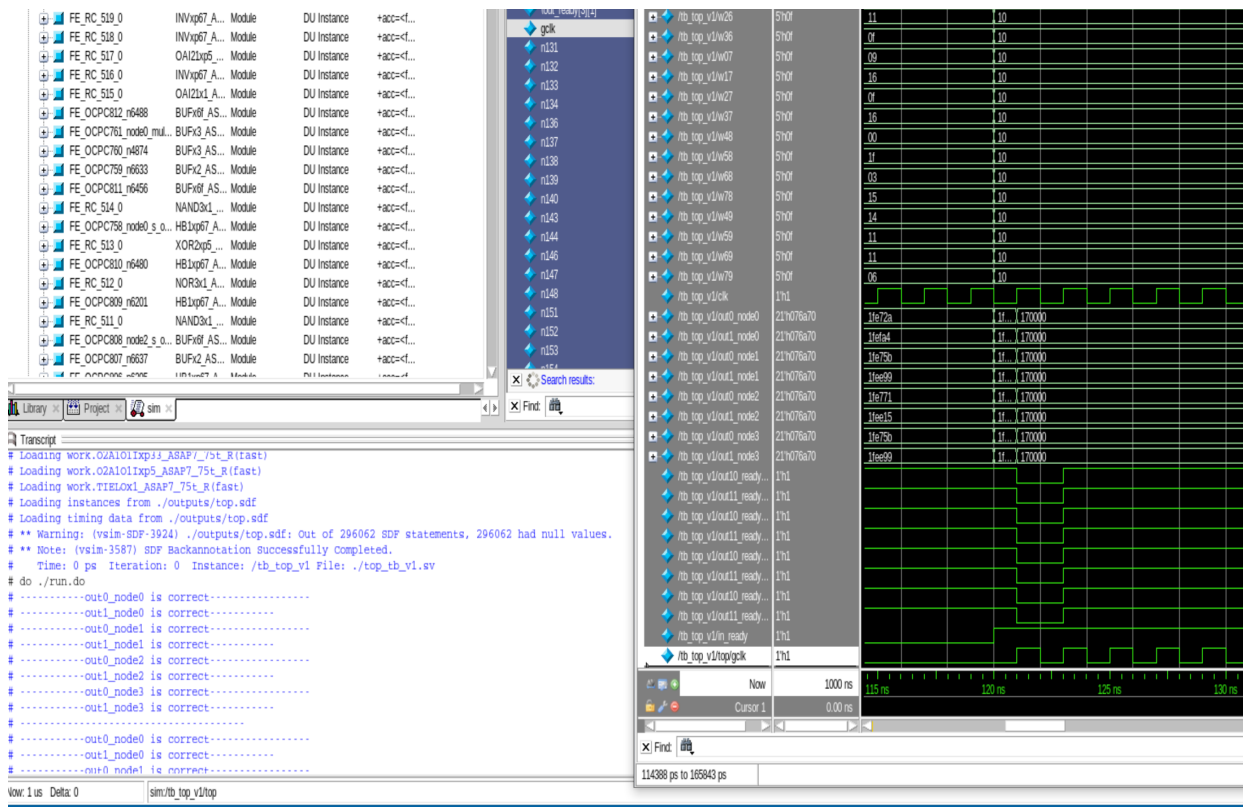 FE_RC_519_0 INVxp67_A... Module DU Instance +acc=<f...
FE_RC_518_0 INVxp67_A... Module DU Instance +acc=<f...
FE_RC_517_0 OAI21xp5_... Module DU Instance +acc=<f...
FE_RC_516_0 INVxp67_A... Module DU Instance +acc=<f...
FE_RC_515_0 OAI21x1_A... Module DU Instance +acc=<f...
FE_OCPC812_n6488 BUFx6f_AS... Module DU Instance +acc=<f...
FE_OCPC761_node0_mul... BUFx3_AS... Module DU Instance +acc=<f...
FE_OCPC760_n4874 BUFx3_AS... Module DU Instance +acc=<f...
FE_OCPC759_n6633 BUFx2_AS... Module DU Instance +acc=<f...
FE_OCPC811_n6456 BUFx6f_AS... Module DU Instance +acc=<f...
FE_RC_514_0 NAND3x1_... Module DU Instance +acc=<f...
FE_OCPC758_node0_s_o... HB1xp67_A... Module DU Instance +acc=<f...
FE_RC_513_0 XOR2xp5_... Module DU Instance +acc=<f...
FE_OCPC810_n6480 HB1xp67_A... Module DU Instance +acc=<f...
FE_RC_512_0 NOR3x1_A... Module DU Instance +acc=<f...
FE_OCPC809_n6201 HB1xp67_A... Module DU Instance +acc=<f...
FE_RC_511_0 NAND3x1_... Module DU Instance +acc=<f...
FE_OCPC808_node2_s_o... BUFx6f_AS... Module DU Instance +acc=<f...
FE_OCPC807_n6637 BUFx2_AS... Module DU Instance +acc=<f...
Library Project sim
gclk
n131
n132
n133
n134
n136
n137
n138
n139
n140
n143
n144
n146
n147
n148
n151
n152
n153
Search results:
Find:
Transcript
# Loading work.O2A1O1Ixp33_ASAP7_75t_R(fast)
# Loading work.O2A1O1Ixp5_ASAP7_75t_R(fast)
# Loading work.TIELOx1_ASAP7_75t_R(fast)
# Loading instances from ./outputs/top.sdf
# Loading timing data from ./outputs/top.sdf
# ** Warning: (vsim-SDF-3924) ./outputs/top.sdf: Out of 296062 SDF statements, 296062 had null values.
# ** Note: (vsim-3587) SDF Backannotation Successfully Completed.
# Time: 0 ps Iteration: 0 Instance: /tb_top_v1 File: ./top_tb_v1.sv
# do ./run.do
# -----------out0_node0 is correct-----------------
# -----------out1_node0 is correct-----------
# -----------out0_node1 is correct-----------------
# -----------out1_node1 is correct-----------
# -----------out0_node2 is correct-----------------
# -----------out1_node2 is correct-----------
# -----------out0_node3 is correct-----------------
# -----------out1_node3 is correct-----------
# --------------------------------------
# -----------out0_node0 is correct-----------------
# -----------out1_node0 is correct-----------
# -----------out0_node1 is correct-----------------
Now: 1 us Delta: 0 sim:/tb_top_v1/top
/tb_top_v1/w26 5'h0f 11 10
/tb_top_v1/w36 5'h0f 0f 10
/tb_top_v1/w07 5'h0f 09 10
/tb_top_v1/w17 5'h0f 16 10
/tb_top_v1/w27 5'h0f 0f 10
/tb_top_v1/w37 5'h0f 16 10
/tb_top_v1/w48 5'h0f 00 10
/tb_top_v1/w58 5'h0f 1f 10
/tb_top_v1/w68 5'h0f 03 10
/tb_top_v1/w78 5'h0f 15 10
/tb_top_v1/w49 5'h0f 14 10
/tb_top_v1/w59 5'h0f 11 10
/tb_top_v1/w69 5'h0f 11 10
/tb_top_v1/w79 5'h0f 06 10
/tb_top_v1/clk 1'h1
/tb_top_v1/out0_node0 21'h076a70 1fe72a 1f... 170000
/tb_top_v1/out1_node0 21'h076a70 1fefa4 1f... 170000
/tb_top_v1/out0_node1 21'h076a70 1fe75b 1f... 170000
/tb_top_v1/out1_node1 21'h076a70 1fee99 1f... 170000
/tb_top_v1/out0_node2 21'h076a70 1fe771 1f... 170000
/tb_top_v1/out1_node2 21'h076a70 1fee15 1f... 170000
/tb_top_v1/out0_node3 21'h076a70 1fe75b 1f... 170000
/tb_top_v1/out1_node3 21'h076a70 1fee99 1f... 170000
/tb_top_v1/out10_ready... 1'h1
/tb_top_v1/out11_ready... 1'h1
/tb_top_v1/out10_ready... 1'h1
/tb_top_v1/out11_ready... 1'h1
/tb_top_v1/out10_ready... 1'h1
/tb_top_v1/out11_ready... 1'h1
/tb_top_v1/out10_ready... 1'h1
/tb_top_v1/out11_ready... 1'h1
/tb_top_v1/in_ready 1'h1
/tb_top_v1/top/gclk 1'h1
Now 1000 ns 115 ns 120 ns 125 ns 130 ns
Cursor 1 0.00 ns
Find:
114388 ps to 165843 ps